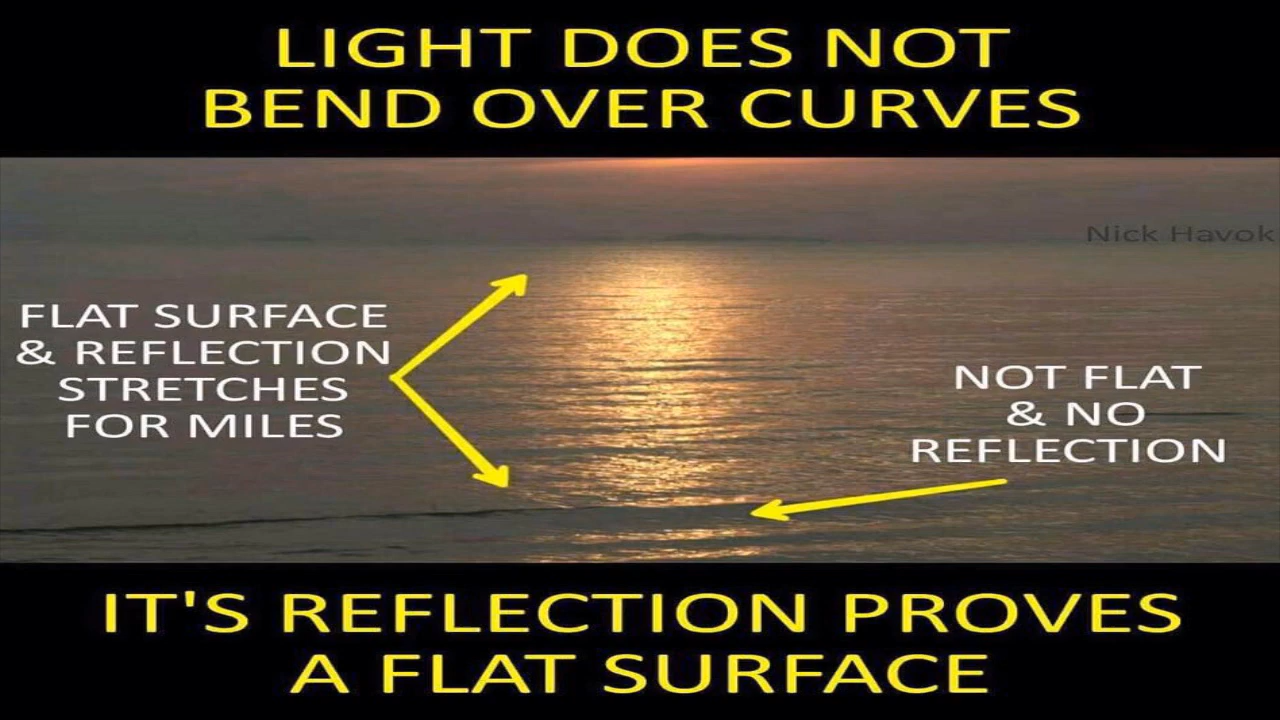 LIGHT DOES NOT
BEND OVER CURVES
Nick Havok
FLAT SURFACE
& REFLECTION
STRETCHES
FOR MILES
NOT FLAT
& NO
REFLECTION
IT'S REFLECTION PROVES
A FLAT SURFACE